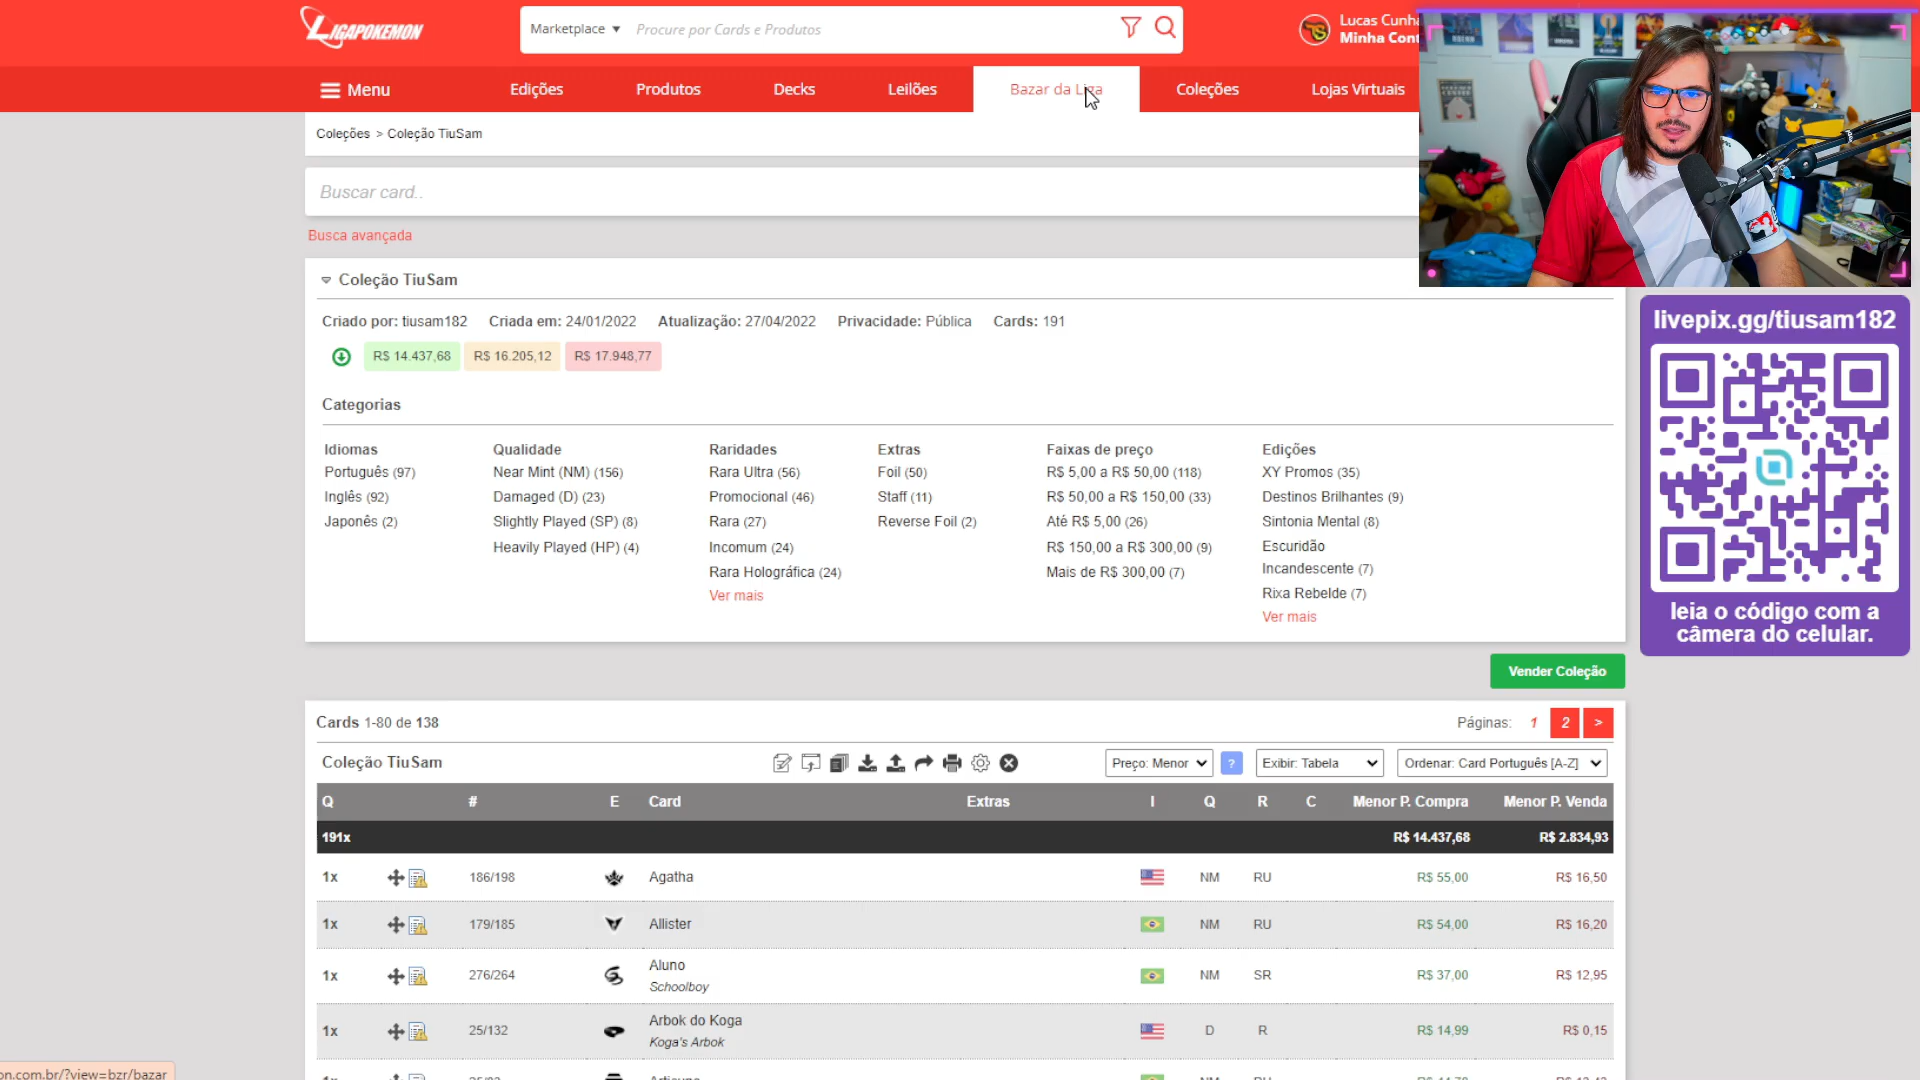 LIGAPOKEMON
Marketplace
Procure por Cards e Produtos
Lucas Cunha
Minha Cont
Menu
Edições
Produtos
Decks
Leilões
Bazar da Liga
Coleções
Lojas Virtuais
Coleções > Coleção TiuSam
Buscar card..
Busca avançada
Coleção TiuSam
Criado por: tiusam182 Criada em: 24/01/2022 Atualização: 27/04/2022 Privacidade: Pública Cards: 191
R$ 14.437,68 R$ 16.205,12 R$ 17.948,77
Categorias
Idiomas
Português (97)
Inglês (92)
Japonês (2)
Qualidade
Near Mint (NM) (156)
Damaged (D) (23)
Slightly Played (SP) (8)
Heavily Played (HP) (4)
Raridades
Rara Ultra (56)
Promocional (46)
Rara (27)
Incomum (24)
Rara Holográfica (24)
Ver mais
Extras
Foil (50)
Staff (11)
Reverse Foil (2)
Faixas de preço
R$ 5,00 a R$ 50,00 (118)
R$ 50,00 a R$ 150,00 (33)
Até R$ 5,00 (26)
R$ 150,00 a R$ 300,00 (9)
Mais de R$ 300,00 (7)
Edições
XY Promos (35)
Destinos Brilhantes (9)
Sintonia Mental (8)
Escuridão
Incandescente (7)
Rixa Rebelde (7)
Ver mais
livepix.gg/tiusam182
leia o código com a
câmera do celular.
Vender Coleção
Cards 1-80 de 138
Páginas: 1 2 >
Coleção TiuSam
Preço: Menor
?
Exibir: Tabela
Ordenar: Card Português [A-Z]
Q # E Card Extras I Q R C Menor P. Compra Menor P. Venda
191x R$ 14.437,68 R$ 2.834,93
1x 186/198 Agatha NM RU R$ 55,00 R$ 16,50
1x 179/185 Allister NM RU R$ 54,00 R$ 16,20
1x 276/264 Aluno NM SR R$ 37,00 R$ 12,95
Schoolboy
1x 25/132 Arbok do Koga D R R$ 14,99 R$ 0,15
Koga's Arbok
on.com.br/?view=bzr/bazar